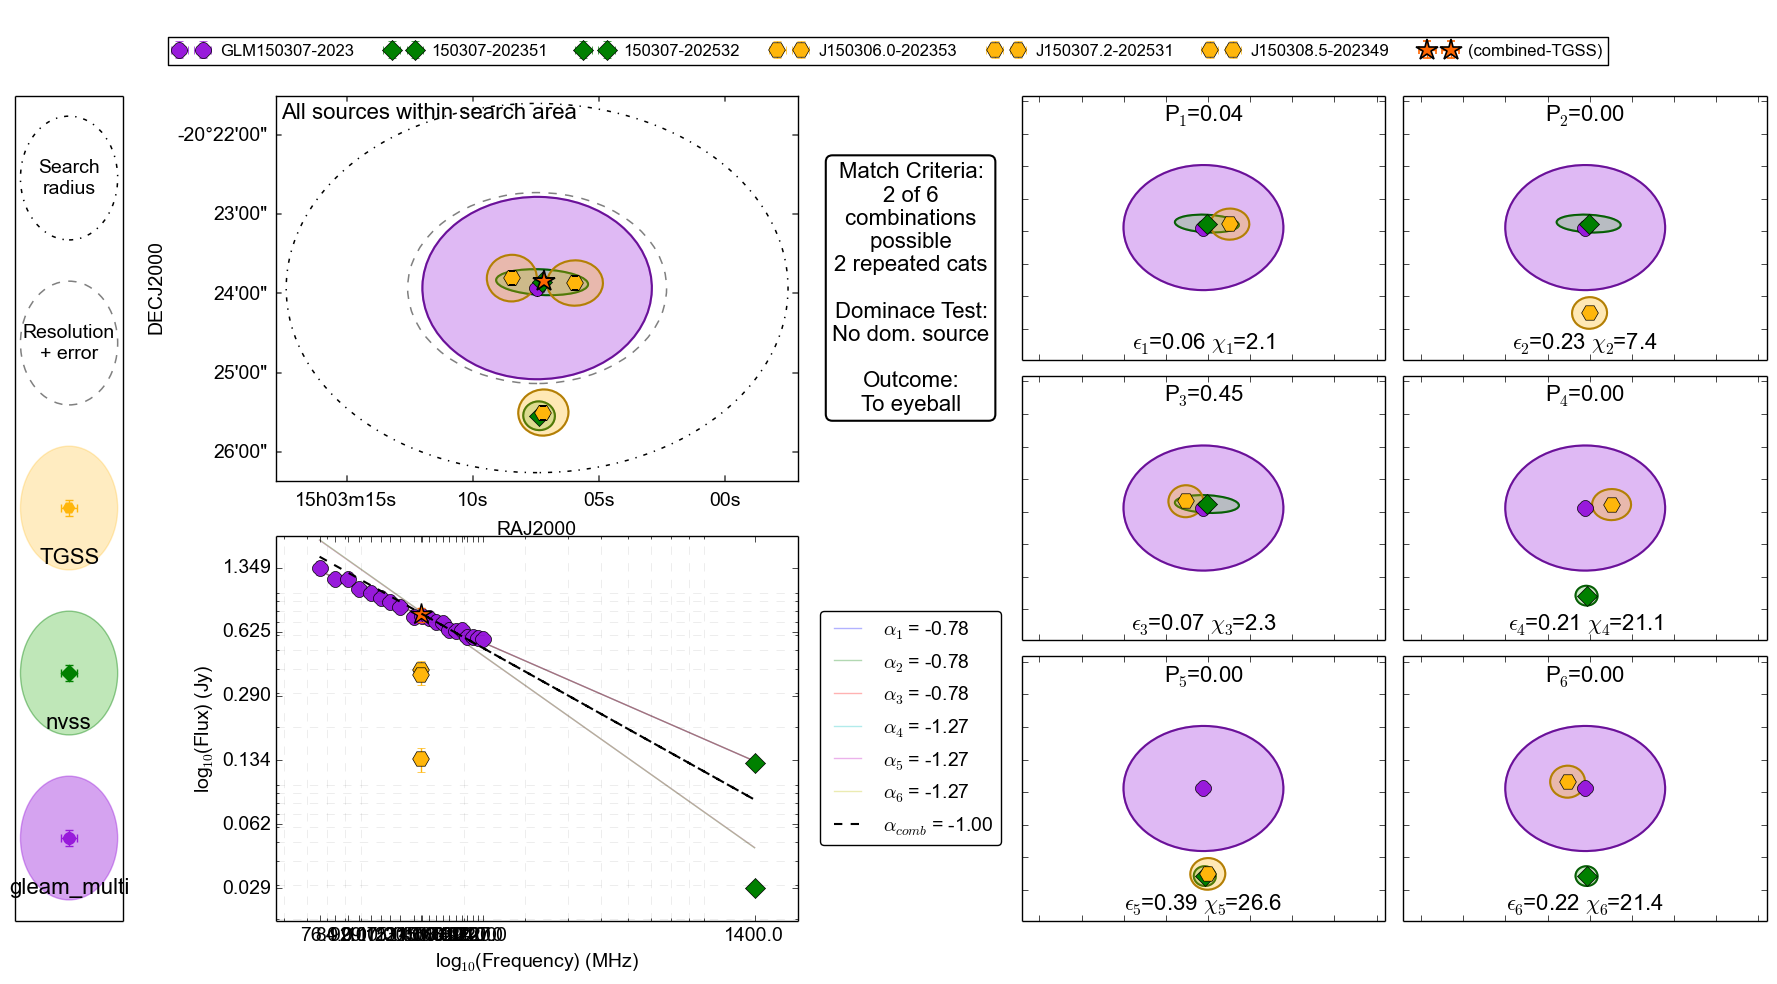 GLM150307-2023 150307-202351 150307-202532 J150306.0-202353 J150307.2-202531 J150308.5-202349 (combined-TGSS)
Search
radius
Resolution
+ error
TGSS
nvss
gleam_multi
All sources within search area
DECJ2000
-20°22'00"
23'00"
24'00"
25'00"
26'00"
15h03m15s 10s 05s 00s
RAJ2000
Match Criteria:
2 of 6
combinations
possible
2 repeated cats
Dominace Test:
No dom. source
Outcome:
To eyeball
log10(Flux) (Jy)
1.349
0.625
0.290
0.134
0.062
0.029
1400.0
log10(Frequency) (MHz)
α1 = -0.78
α2 = -0.78
α3 = -0.78
α4 = -1.27
α5 = -1.27
α6 = -1.27
αcomb = -1.00
P1=0.04
ϵ1=0.06 χ1=2.1
P2=0.00
ϵ2=0.23 χ2=7.4
P3=0.45
ϵ3=0.07 χ3=2.3
P4=0.00
ϵ4=0.21 χ4=21.1
P5=0.00
ϵ5=0.39 χ5=26.6
P6=0.00
ϵ6=0.22 χ6=21.4